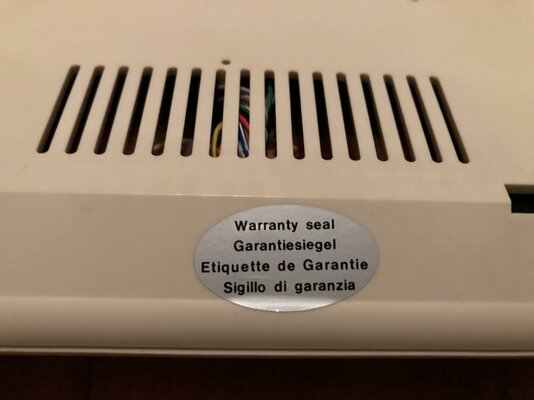 Warranty seal
Garantiesiegel
Etiquette de Garantie
Sigillo di garanzia